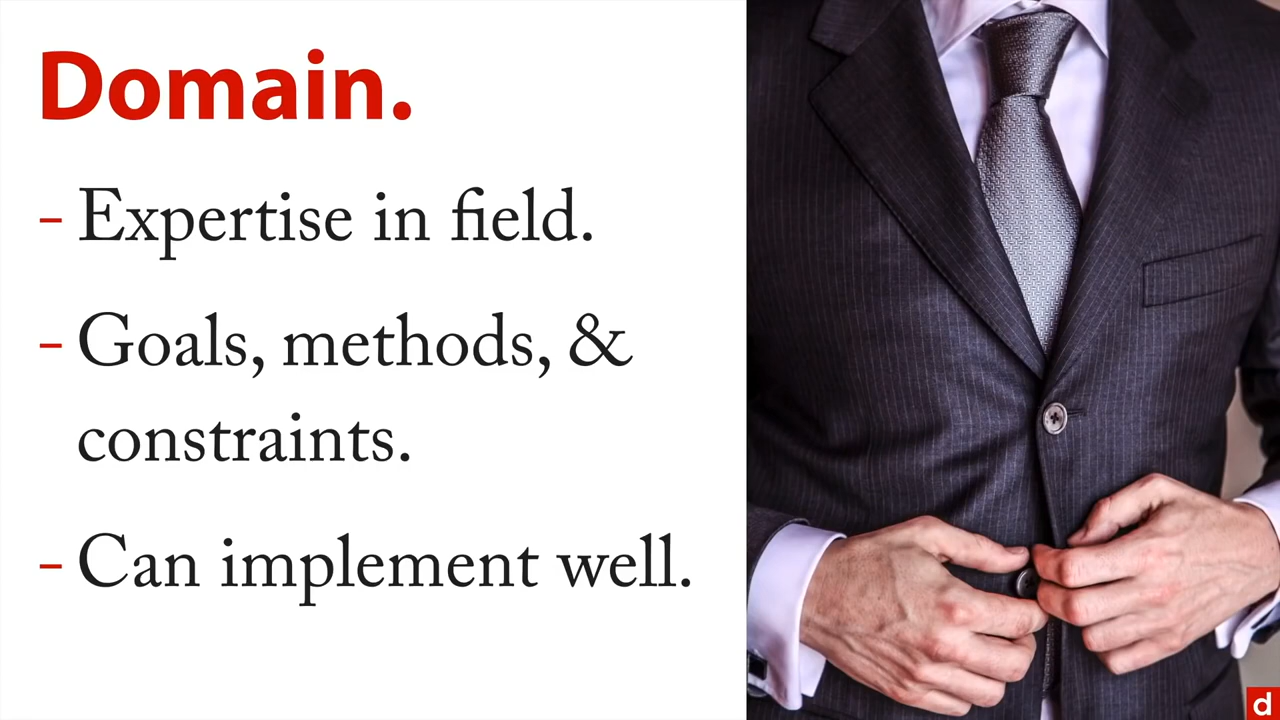 Domain.
- Expertise in field.
- Goals, methods, &
constraints.
- Can implement well.
d